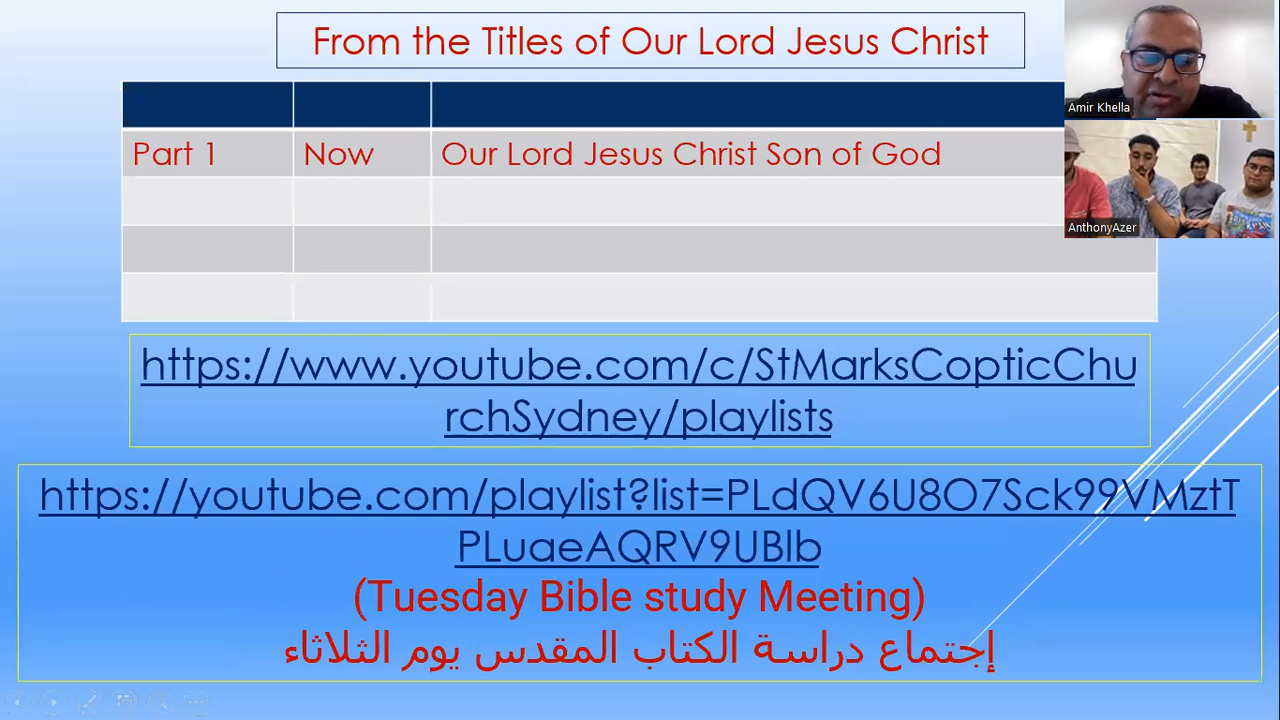 From the Titles of Our Lord Jesus Christ
Amir Khella
Part 1 Now Our Lord Jesus Christ Son of God
AnthonyAzer
https://www.youtube.com/c/StMarksCopticChu
rchSydney/playlists
https://youtube.com/playlist?list=PLdQV6U8O7Sck99VMztT
PLuaeAQRV9UBlb
(Tuesday Bible study Meeting)
إجتماع دراسة الكتاب المقدس يوم الثلاثاء